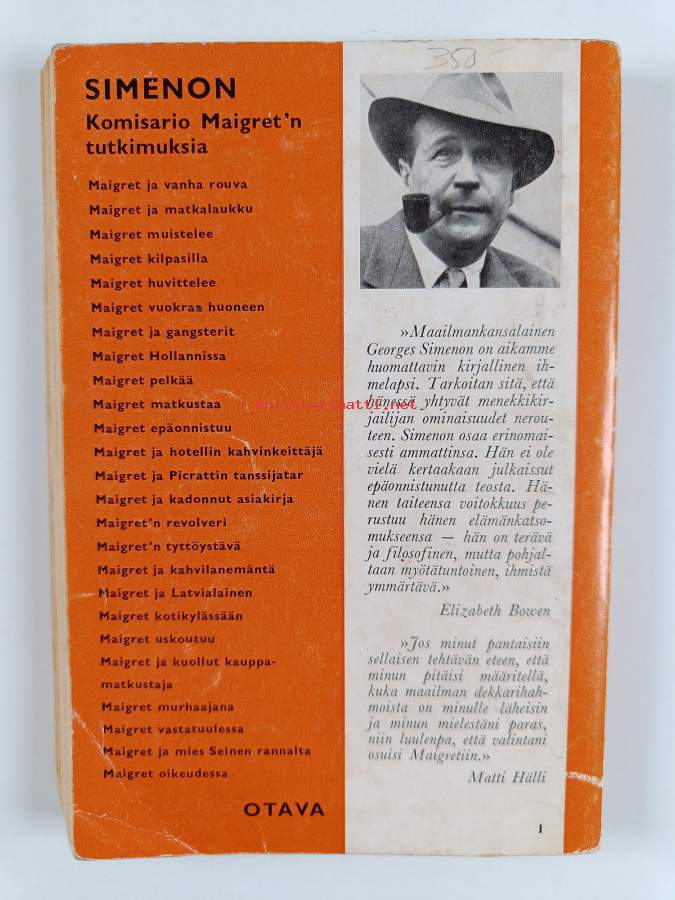 350
SIMENON
Komisario Maigret'n
tutkimuksia
Maigret ja vanha rouva
Maigret ja matkalaukku
Maigret muistelee
Maigret kilpasilla
Maigret huvittelee
Maigret vuokraa huoneen
Maigret ja gangsterit
Maigret Hollannissa
Maigret pelkää
Maigret matkustaa
Maigret epäonnistuu
Maigret ja hotellin kahvinkeittäjä
Maigret ja Picrattin tanssijatar
Maigret ja kadonnut asiakirja
Maigret'n revolveri
Maigret'n tyttöystävä
Maigret ja kahvilanemäntä
Maigret ja Latvialainen
Maigret kotikylässään
Maigret uskoutuu
Maigret ja kuollut kauppa-
matkustaja
Maigret murhaajana
Maigret vastatuulessa
Maigret ja mies Seinen rannalta
Maigret oikeudessa
OTAVA
»Maailmankansalainen
Georges Simenon on aikamme
huomattavin kirjallinen ih-
melapsi. Tarkoitan sitä, että
hänessä yhtyvät menekkikir-
jailijan ominaisuudet nerou-
teen. Simenon osaa erinomai-
sesti ammattinsa. Hän ei ole
vielä kertaakaan julkaissut
epäonnistunutta teosta. Hä-
nen taiteensa voitokkuus pe-
rustuu hänen elämänkatso-
mukseensa — hän on terävä
ja filosofinen, mutta pohjal-
taan myötätuntoinen, ihmistä
ymmärtävä.»
Elizabeth Bowen
»Jos minut pantaisiin
sellaisen tehtävän eteen, että
minun pitäisi määritellä,
kuka maailman dekkarihah-
moista on minulle läheisin
ja minun mielestäni paras,
niin luulenpa, että valintani
osuisi Maigretiin.»
Matti Hälli
1